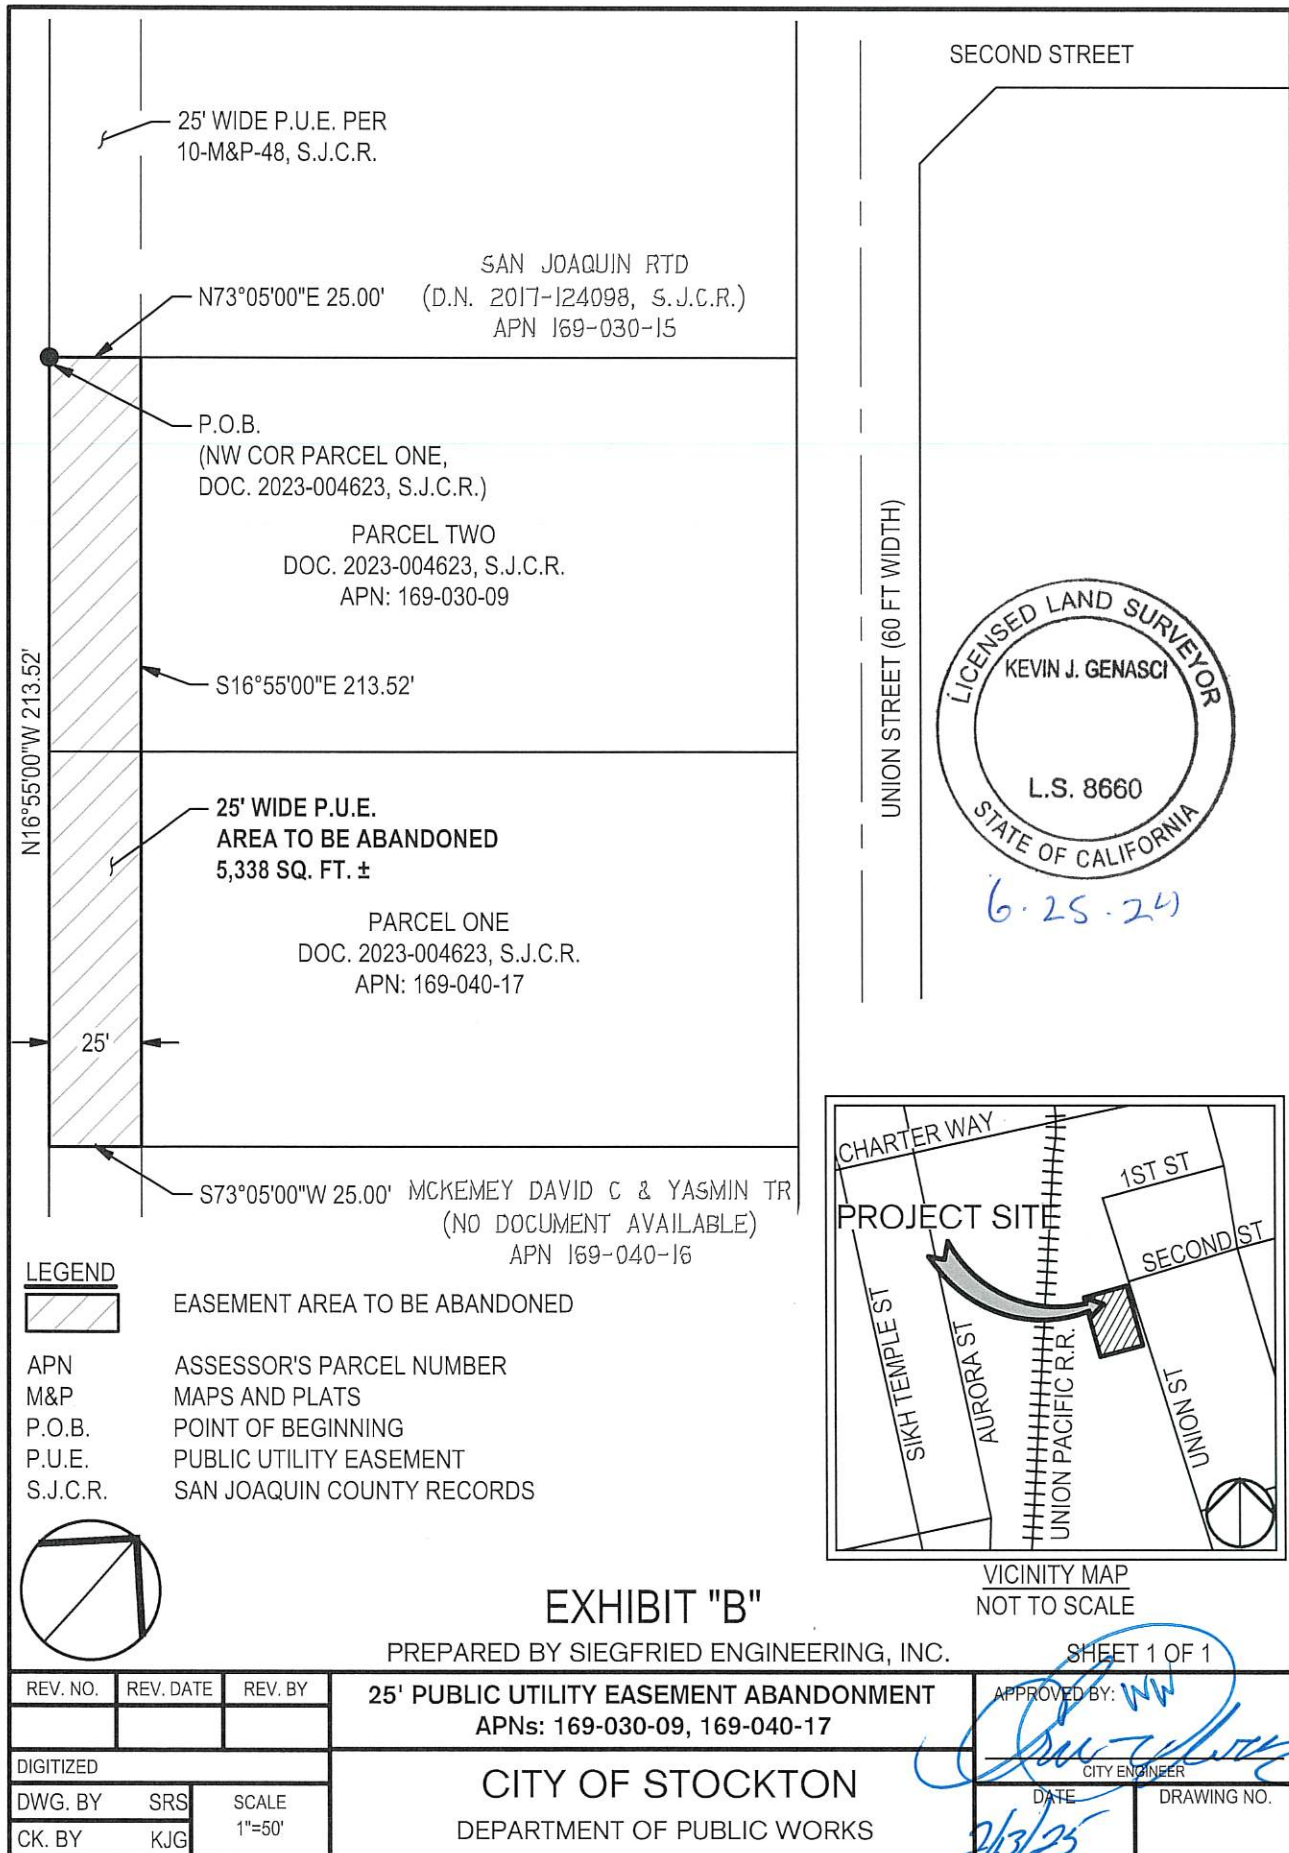 SECOND STREET
25' WIDE P.U.E. PER
10-M&P-48, S.J.C.R.
SAN JOAQUIN RTD
(D.N. 2017-124098, S.J.C.R.)
APN 169-030-15
N73°05'00"E 25.00'
P.O.B.
(NW COR PARCEL ONE,
DOC. 2023-004623, S.J.C.R.)
PARCEL TWO
DOC. 2023-004623, S.J.C.R.
APN: 169-030-09
N16°55'00"W 213.52'
S16°55'00"E 213.52'
UNION STREET (60 FT WIDTH)
LICENSED LAND SURVEYOR
KEVIN J. GENASCI
L.S. 8660
STATE OF CALIFORNIA
6.25.24
25' WIDE P.U.E.
AREA TO BE ABANDONED
5,338 SQ. FT. ±
PARCEL ONE
DOC. 2023-004623, S.J.C.R.
APN: 169-040-17
25'
S73°05'00"W 25.00'
MCKEMEY DAVID C & YASMIN TR
(NO DOCUMENT AVAILABLE)
APN 169-040-16
CHARTER WAY
1ST ST
PROJECT SITE
SECOND ST
SIKH TEMPLE ST
AURORA ST
UNION PACIFIC R.R.
UNION ST
VICINITY MAP
NOT TO SCALE
LEGEND
EASEMENT AREA TO BE ABANDONED
APN ASSESSOR'S PARCEL NUMBER
M&P MAPS AND PLATS
P.O.B. POINT OF BEGINNING
P.U.E. PUBLIC UTILITY EASEMENT
S.J.C.R. SAN JOAQUIN COUNTY RECORDS
EXHIBIT "B"
PREPARED BY SIEGFRIED ENGINEERING, INC.
SHEET 1 OF 1
REV. NO. REV. DATE REV. BY
25' PUBLIC UTILITY EASEMENT ABANDONMENT
APNs: 169-030-09, 169-040-17
APPROVED BY: WW
CITY ENGINEER
DIGITIZED
DWG. BY SRS
CK. BY KJG
SCALE
1"=50'
CITY OF STOCKTON
DEPARTMENT OF PUBLIC WORKS
DATE
2/13/25
DRAWING NO.